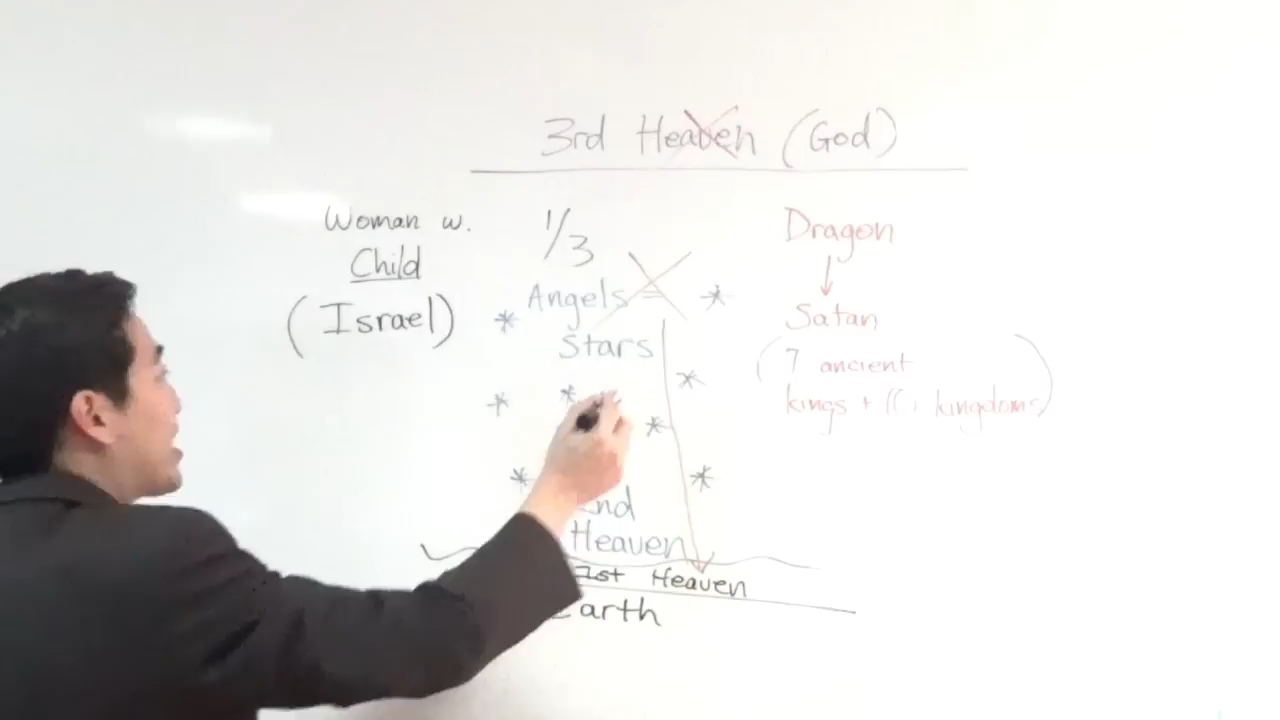 3rd Heaven (God)
Woman w.
Child
(Israel)
1/3
Angels =
Stars
Dragon
Satan
(7 ancient
kings + (( , kingdoms)
nd
Heaven
1st Heaven
Earth